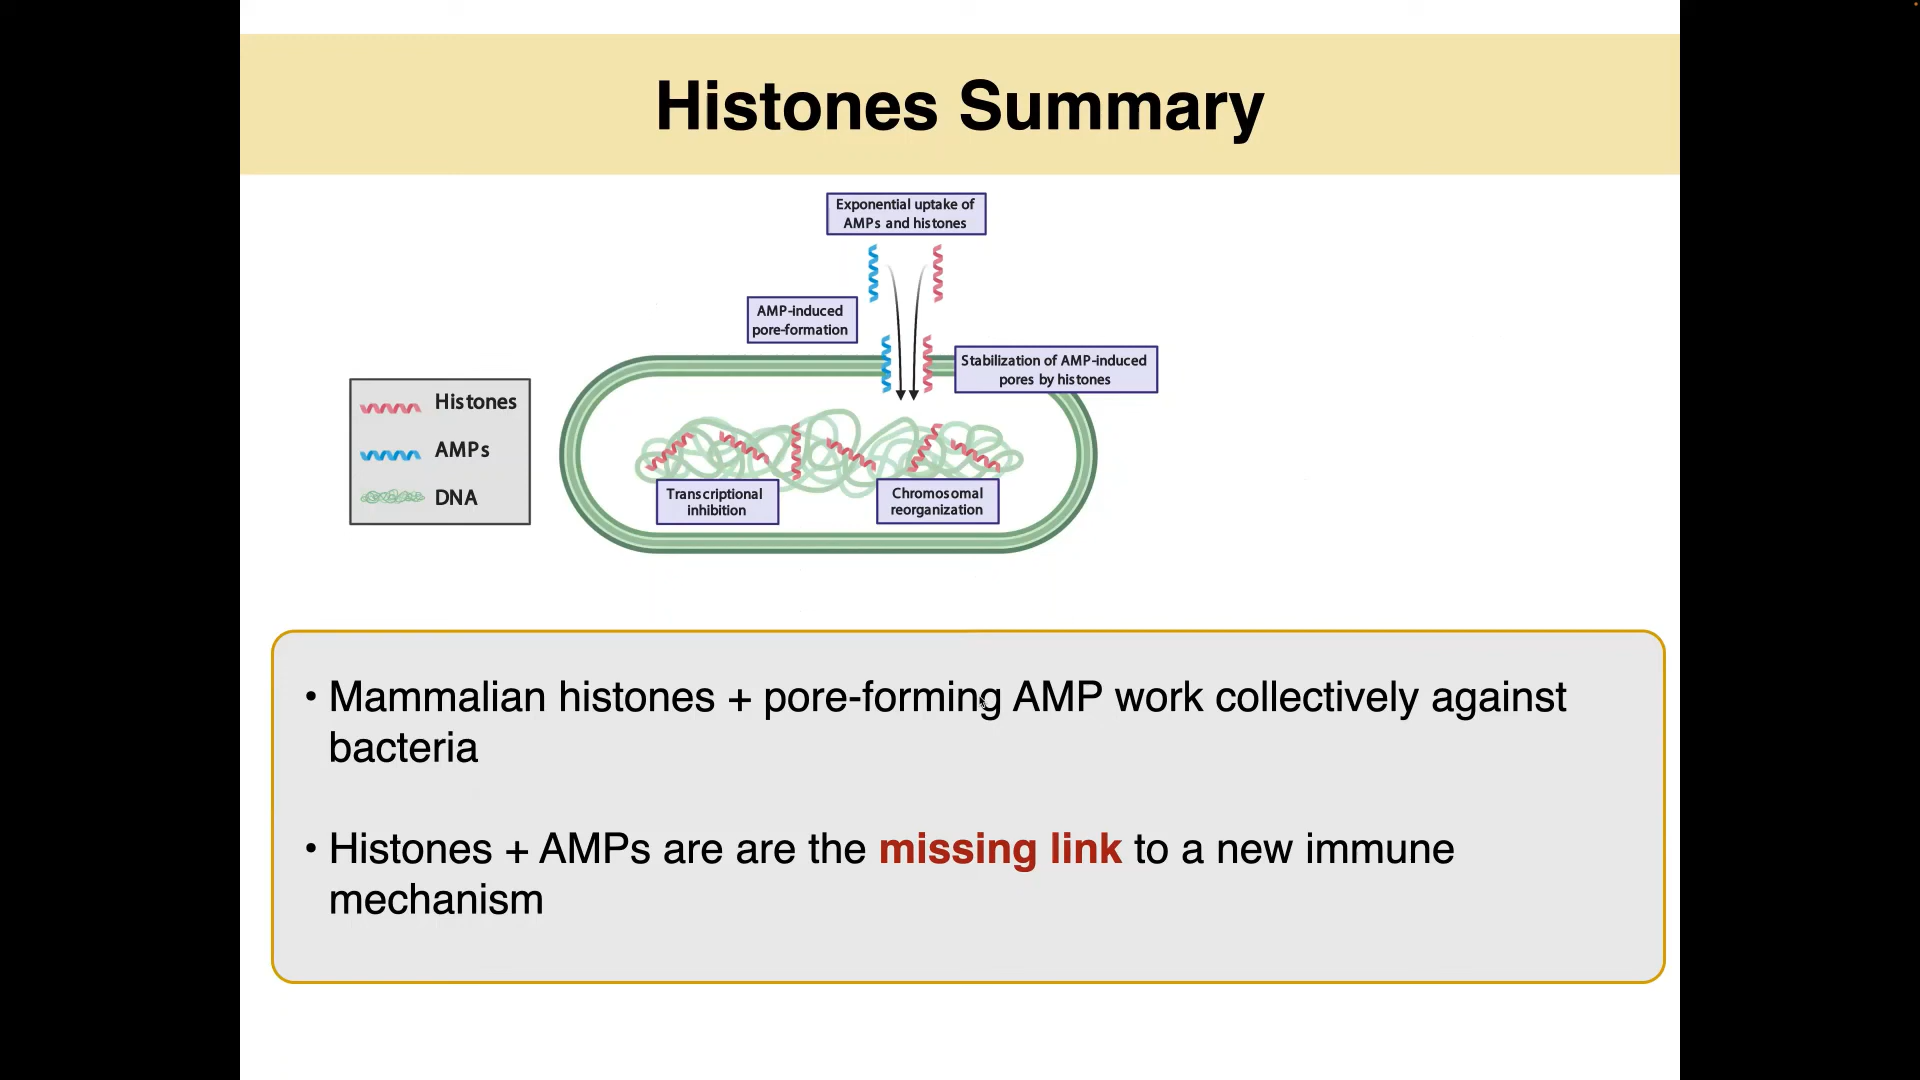 Histones Summary
Exponential uptake of
AMPs and histones
AMP-induced
pore-formation
Stabilization of AMP-induced
pores by histones
Histones
AMPs
DNA
Transcriptional
inhibition
Chromosomal
reorganization
• Mammalian histones + pore-forming AMP work collectively against
bacteria
• Histones + AMPs are are the missing link to a new immune
mechanism